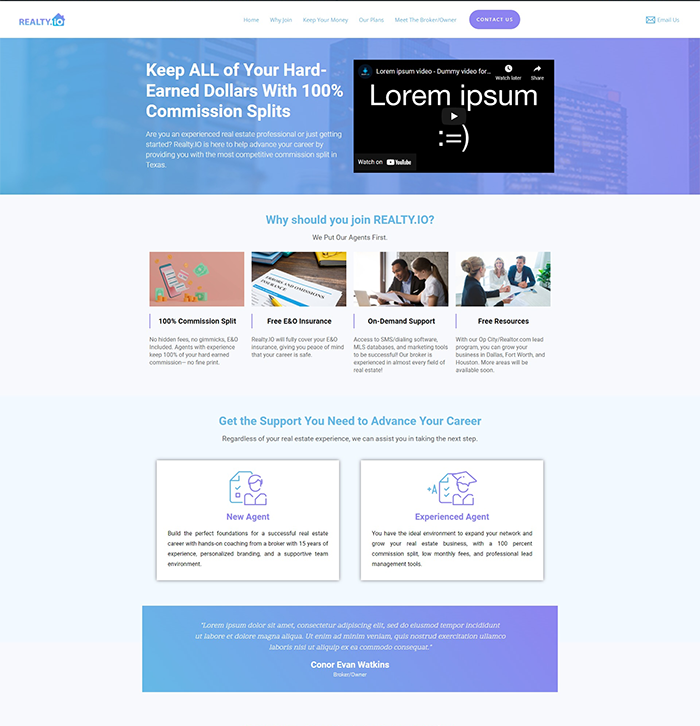 REALTY.IO
Home Why Join Keep Your Money Our Plans Meet The Broker/Owner CONTACT US Email Us
Keep ALL of Your Hard-
Earned Dollars With 100%
Commission Splits
Are you an experienced real estate professional or just getting
started? Realty.IO is here to help advance your career by
providing you with the most competitive commission split in
Texas.
Lorem ipsum video - Dummy video for...
Watch later
Share
Lorem ipsum
:=)
Watch on YouTube
Why should you join REALTY.IO?
We Put Our Agents First.
ERRORS AND OMISSIONS
INSURANCE
100% Commission Split
No hidden fees, no gimmicks, E&O
Included. Agents with experience
keep 100% of your hard earned
commission— no fine print.
Free E&O Insurance
Realty.IO will fully cover your E&O
insurance, giving you peace of mind
that your career is safe.
On-Demand Support
Access to SMS/dialing software,
MLS databases, and marketing tools
to be successful! Our broker is
experienced in almost every field of
real estate!
Free Resources
With our Op City/Realtor.com lead
program, you can grow your
business in Dallas, Fort Worth, and
Houston. More areas will be
available soon.
Get the Support You Need to Advance Your Career
Regardless of your real estate experience, we can assist you in taking the next step.
New Agent
Build the perfect foundations for a successful real estate
career with hands-on coaching from a broker with 15 years of
experience, personalized branding, and a supportive team
environment.
+A
Experienced Agent
You have the ideal environment to expand your network and
grow your real estate business, with a 100 percent
commission split, low monthly fees, and professional lead
management tools.
"Lorem ipsum dolor sit amet, consectetur adipiscing elit, sed do eiusmod tempor incididunt
ut labore et dolore magna aliqua. Ut enim ad minim veniam, quis nostrud exercitation ullamco
laboris nisi ut aliquip ex ea commodo consequat."
Conor Evan Watkins
Broker/Owner